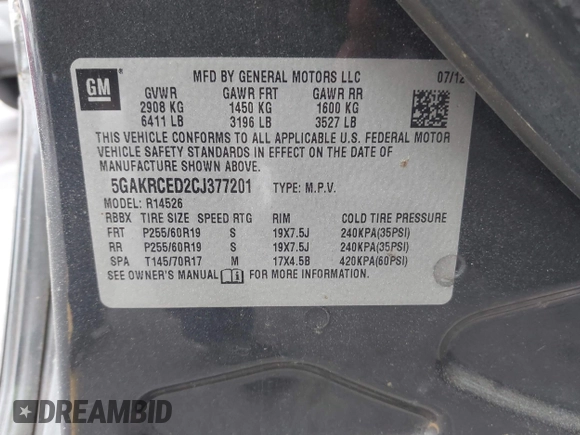 GM
MFD BY GENERAL MOTORS LLC 07/12
GVWR GAWR FRT GAWR RR
2908 KG 1450 KG 1600 KG
6411 LB 3196 LB 3527 LB
THIS VEHICLE CONFORMS TO ALL APPLICABLE U.S. FEDERAL MOTOR
VEHICLE SAFETY STANDARDS IN EFFECT ON THE DATE OF
MANUFACTURE SHOWN ABOVE.
5GAKRCED2CJ377201 TYPE: M.P.V.
MODEL: R14526
RBBX TIRE SIZE SPEED RTG RIM COLD TIRE PRESSURE
FRT P255/60R19 S 19X7.5J 240KPA(35PSI)
RR P255/60R19 S 19X7.5J 240KPA(35PSI)
SPA T145/70R17 M 17X4.5B 420KPA(60PSI)
SEE OWNER'S MANUAL FOR MORE INFORMATION
DREAMBID